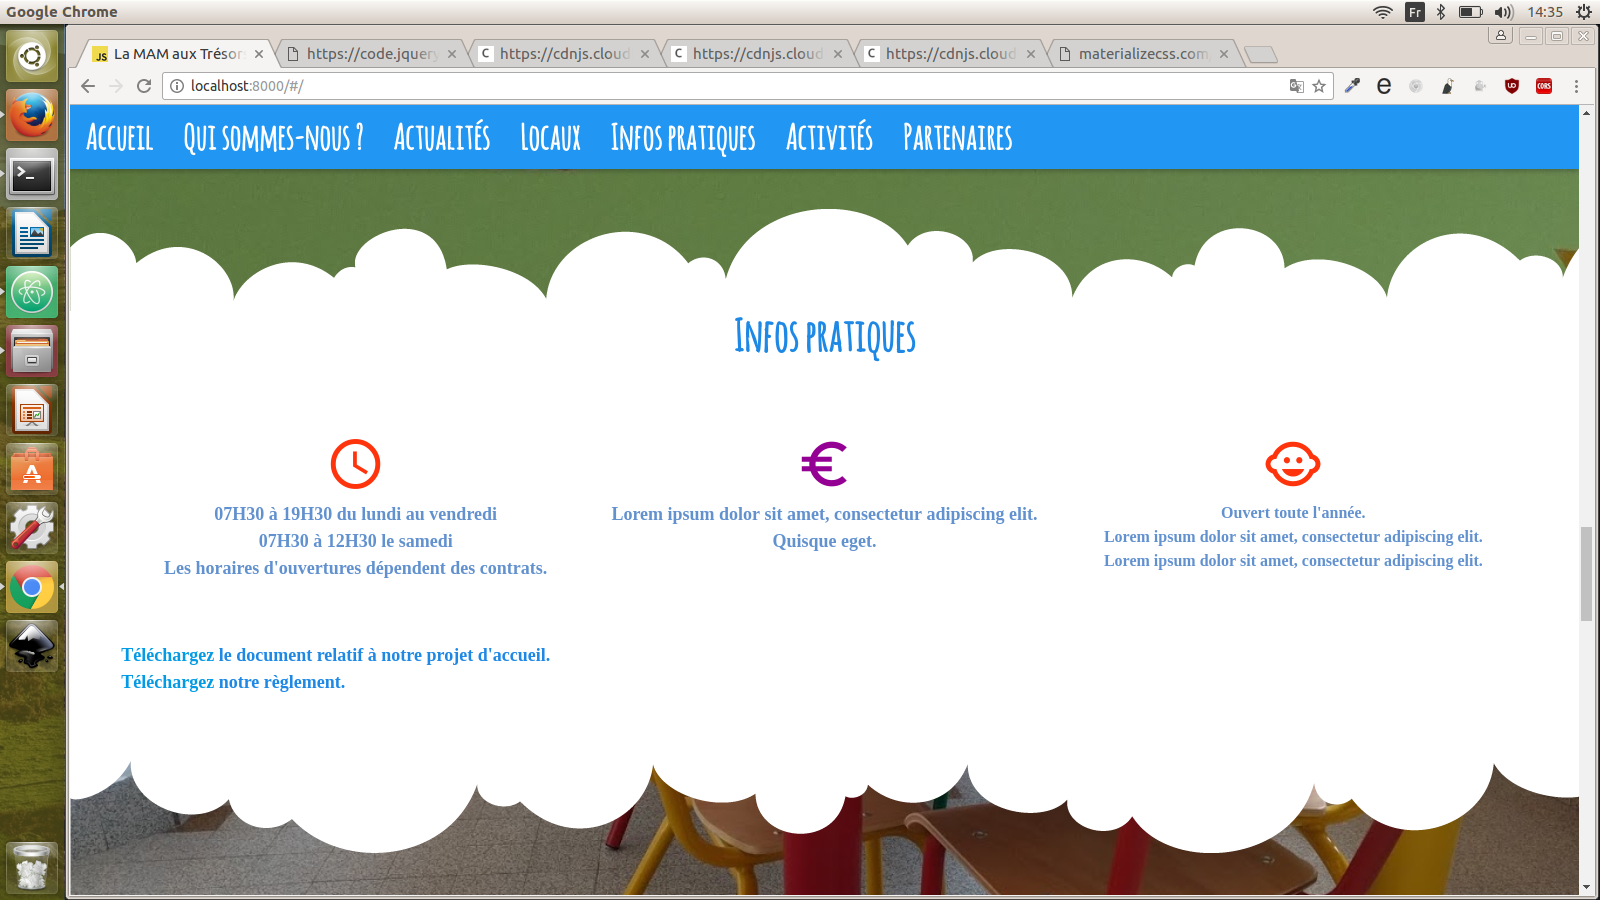 Google Chrome
Fr
14:35
La MAM aux Trésor
https://code.jquery
https://cdnjs.cloud
https://cdnjs.cloud
https://cdnjs.cloud
materializecss.com
localhost:8000/#/
Accueil Qui sommes-nous ? Actualités Locaux Infos pratiques Activités Partenaires
Infos pratiques
07H30 à 19H30 du lundi au vendredi
07H30 à 12H30 le samedi
Les horaires d'ouvertures dépendent des contrats.
Lorem ipsum dolor sit amet, consectetur adipiscing elit.
Quisque eget.
Ouvert toute l'année.
Lorem ipsum dolor sit amet, consectetur adipiscing elit.
Lorem ipsum dolor sit amet, consectetur adipiscing elit.
Téléchargez le document relatif à notre projet d'accueil.
Téléchargez notre règlement.